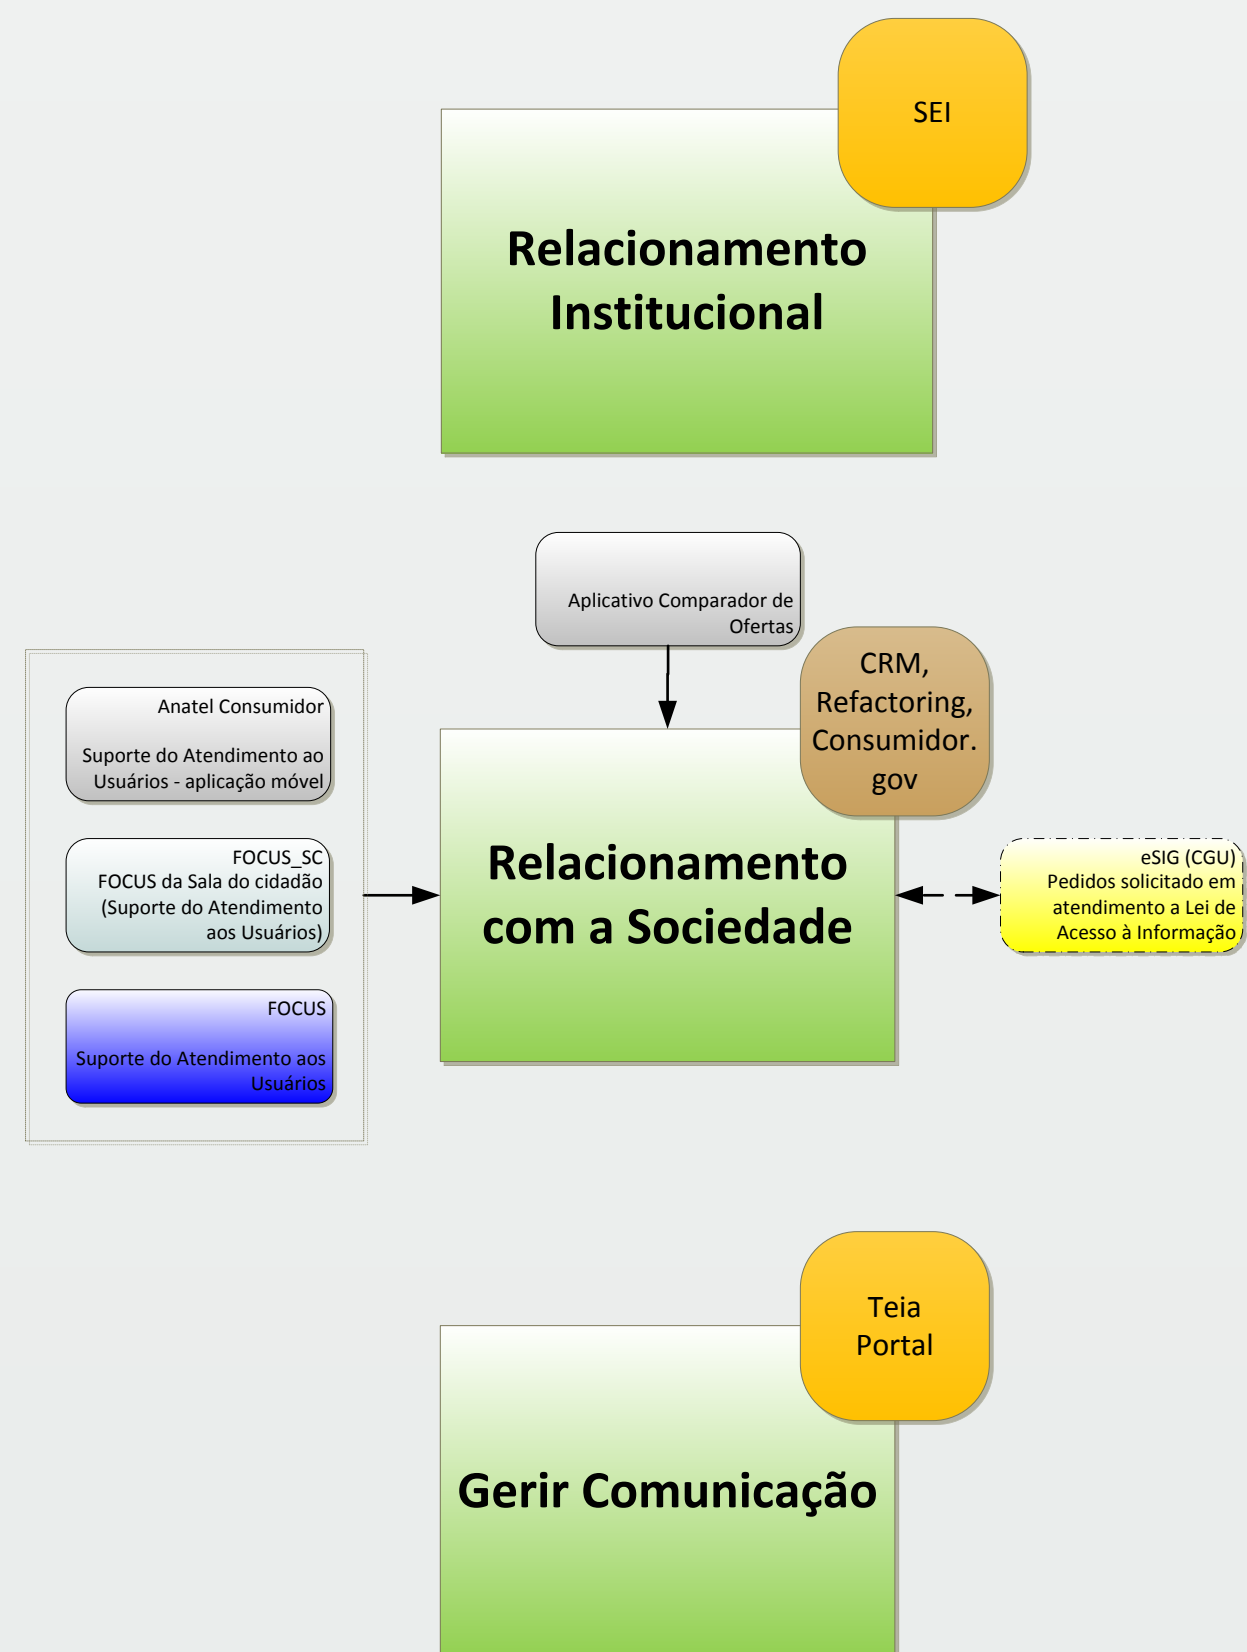 SEI
Relacionamento
Institucional
Aplicativo Comparador de
Ofertas
CRM,
Refactoring,
Consumidor.
gov
Anatel Consumidor
Suporte do Atendimento ao
Usuários - aplicação móvel
FOCUS_SC
FOCUS da Sala do cidadão
(Suporte do Atendimento
aos Usuários)
FOCUS
Suporte do Atendimento aos
Usuários
Relacionamento
com a Sociedade
eSIG (CGU)
Pedidos solicitado em
atendimento a Lei de
Acesso à Informação
Teia
Portal
Gerir Comunicação